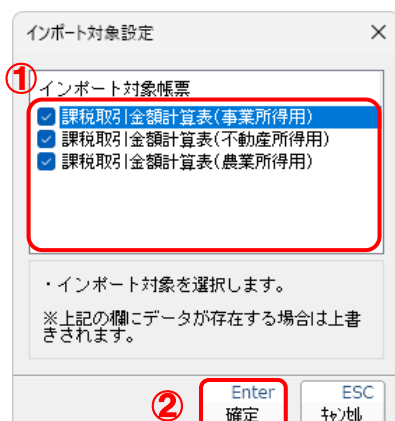 インポート対象設定
①
インポート対象帳票
課税取引金額計算表(事業所得用)
課税取引金額計算表(不動産所得用)
課税取引金額計算表(農業所得用)
・インポート対象を選択します。
※上記の欄にデータが存在する場合は上書
きされます。
②
Enter
確定
ESC
ｷｬﾝｾﾙ